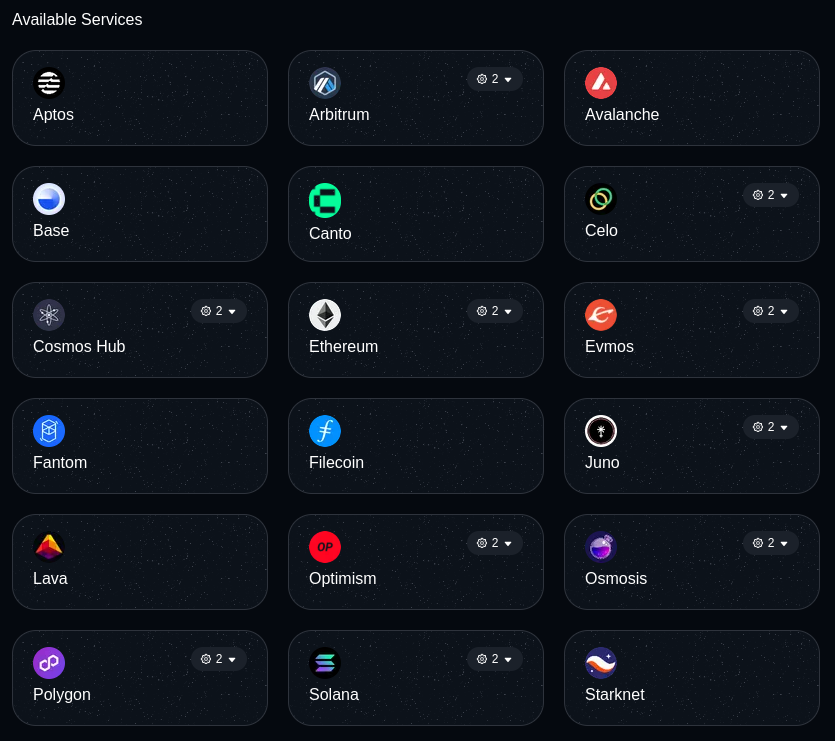 Available Services
Aptos
2
Arbitrum
Avalanche
Base
Canto
2
Celo
2
Cosmos Hub
2
Ethereum
2
Evmos
Fantom
Filecoin
2
Juno
Lava
2
OP
Optimism
2
Osmosis
2
Polygon
2
Solana
Starknet